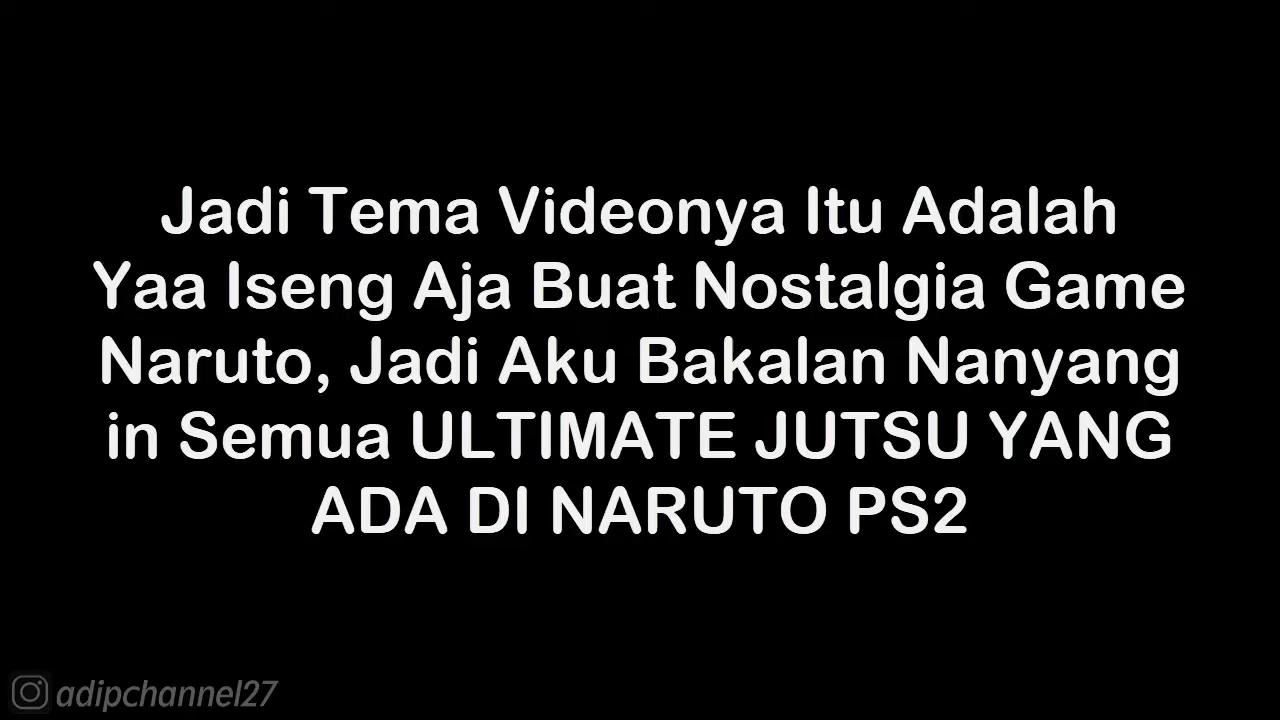 Jadi Tema Videonya Itu Adalah
Yaa Iseng Aja Buat Nostalgia Game
Naruto, Jadi Aku Bakalan Nanyang
in Semua ULTIMATE JUTSU YANG
ADA DI NARUTO PS2
adipchannel27